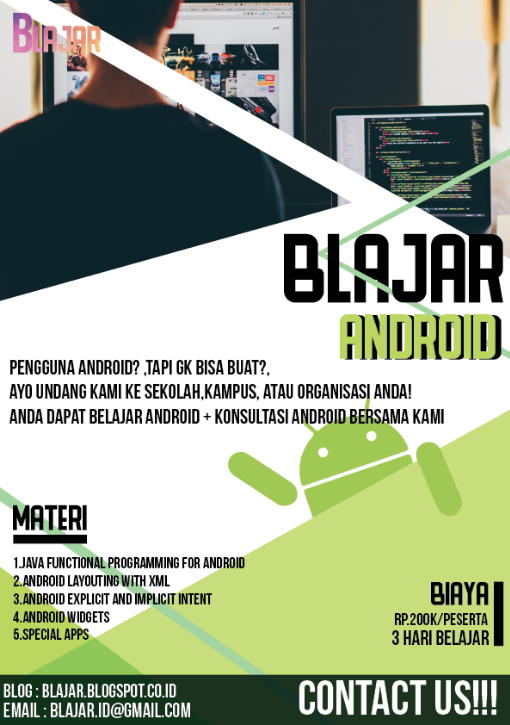 BLAJAR
BLAJAR
ANDROID
PENGGUNA ANDROID? ,TAPI GK BISA BUAT?,
AYO UNDANG KAMI KE SEKOLAH,KAMPUS, ATAU ORGANISASI ANDA!
ANDA DAPAT BELAJAR ANDROID + KONSULTASI ANDROID BERSAMA KAMI
MATERI
1.JAVA FUNCTIONAL PROGRAMMING FOR ANDROID
2.ANDROID LAYOUTING WITH XML
3.ANDROID EXPLICIT AND IMPLICIT INTENT
4.ANDROID WIDGETS
5.SPECIAL APPS
BIAYA
RP.200K/PESERTA
3 HARI BELAJAR
BLOG : BLAJAR.BLOGSPOT.CO.ID
EMAIL : BLAJAR.ID@GMAIL.COM
CONTACT US!!!